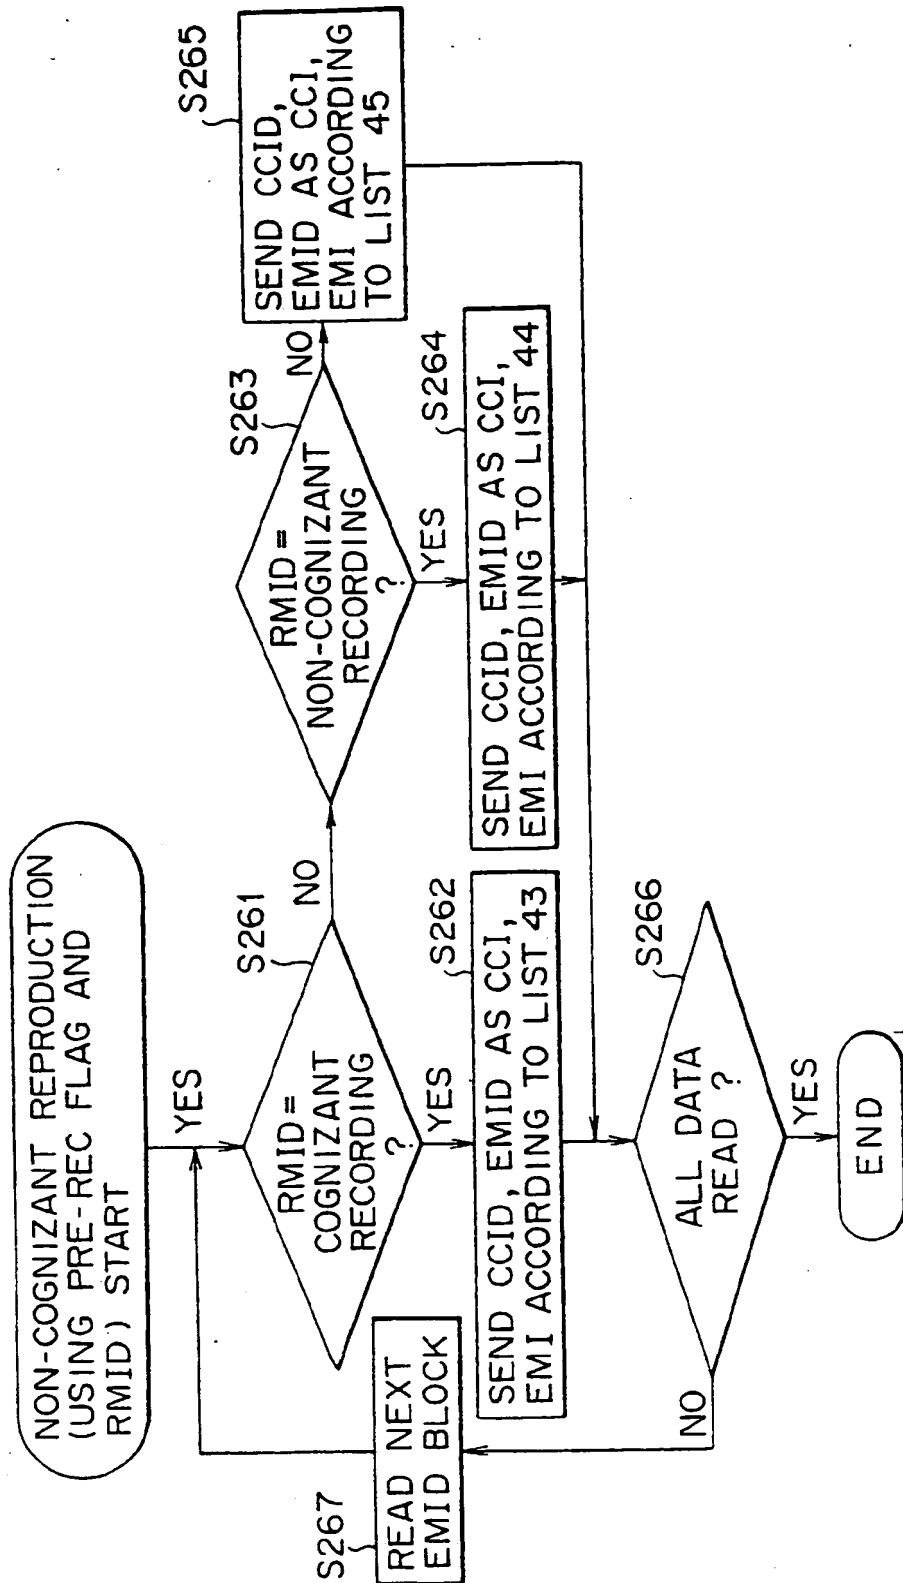 NON-COGNIZANT REPRODUCTION
(USING PRE-REC FLAG AND
RMID) START
YES
S261
RMID=
COGNIZANT
RECORDING
?
NO
YES
S262
SEND CCID, EMID AS CCI,
EMI ACCORDING TO LIST 43
S263
RMID=
NON-COGNIZANT
RECORDING
?
NO
YES
S264
SEND CCID, EMID AS CCI,
EMI ACCORDING TO LIST 44
S265
SEND CCID,
EMID AS CCI,
EMI ACCORDING
TO LIST 45
S266
ALL DATA
READ ?
NO
YES
S267
READ NEXT
EMID BLOCK
END